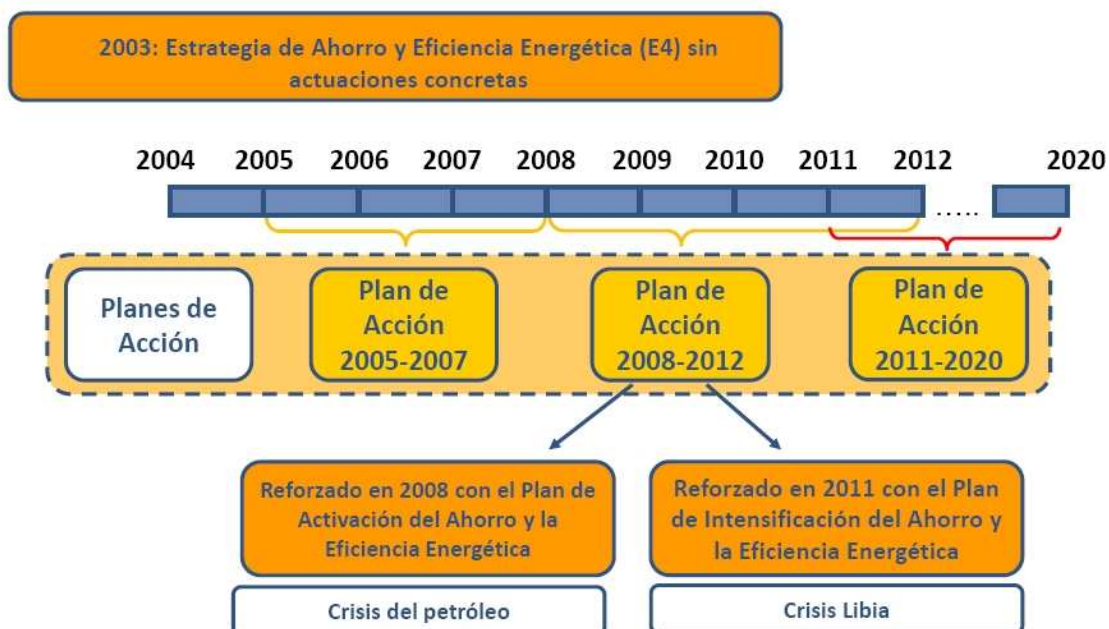 2003: Estrategia de Ahorro y Eficiencia Energética (E4) sin
actuaciones concretas
2004 2005 2006 2007 2008 2009 2010 2011 2012 2020
.....
Planes de
Acción
Plan de
Acción
2005-2007
Plan de
Acción
2008-2012
Plan de
Acción
2011-2020
Reforzado en 2008 con el Plan de
Activación del Ahorro y la
Eficiencia Energética
Reforzado en 2011 con el Plan
de Intensificación del Ahorro y
la Eficiencia Energética
Crisis del petróleo
Crisis Libia